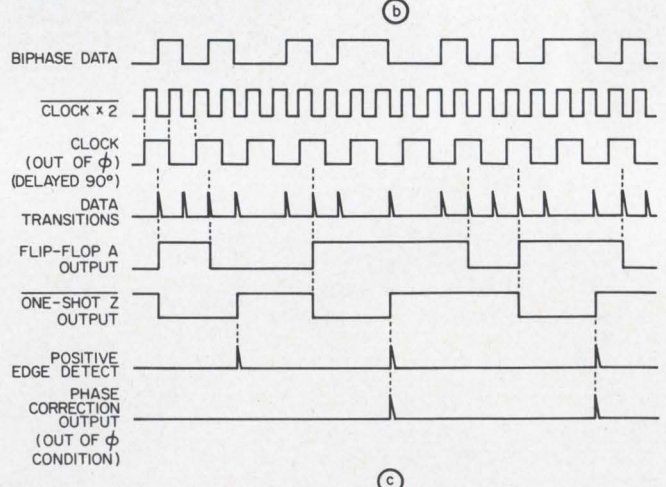 b
BIPHASE DATA
CLOCK x 2
CLOCK
(OUT OF ϕ)
(DELAYED 90°)
DATA
TRANSITIONS
FLIP-FLOP A
OUTPUT
ONE-SHOT Z
OUTPUT
POSITIVE
EDGE DETECT
PHASE
CORRECTION
OUTPUT
(OUT OF ϕ
CONDITION)
c